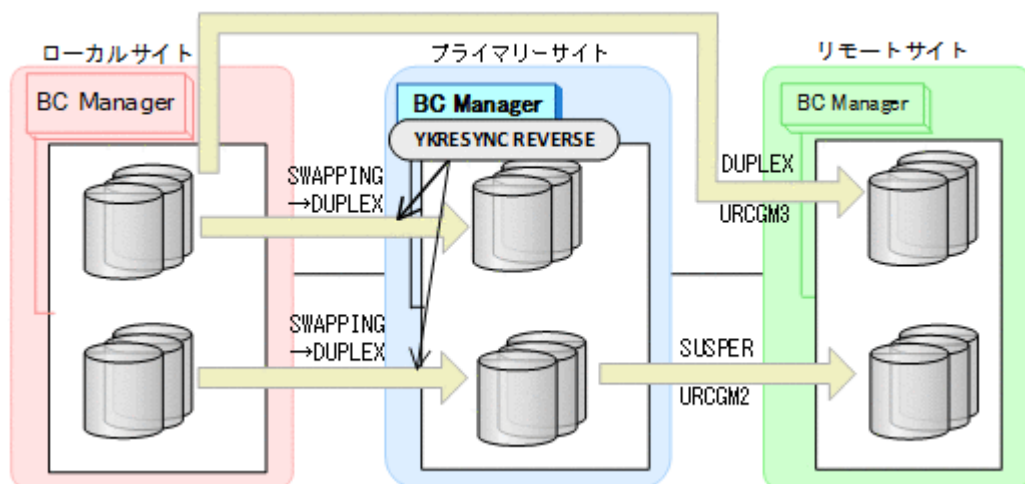 ローカルサイト
プライマリーサイト
リモートサイト
BC Manager
BC Manager
BC Manager
YKRESYNC REVERSE
SWAPPING
→DUPLEX
DUPLEX
URCGM3
SWAPPING
→DUPLEX
SUSPER
URCGM2